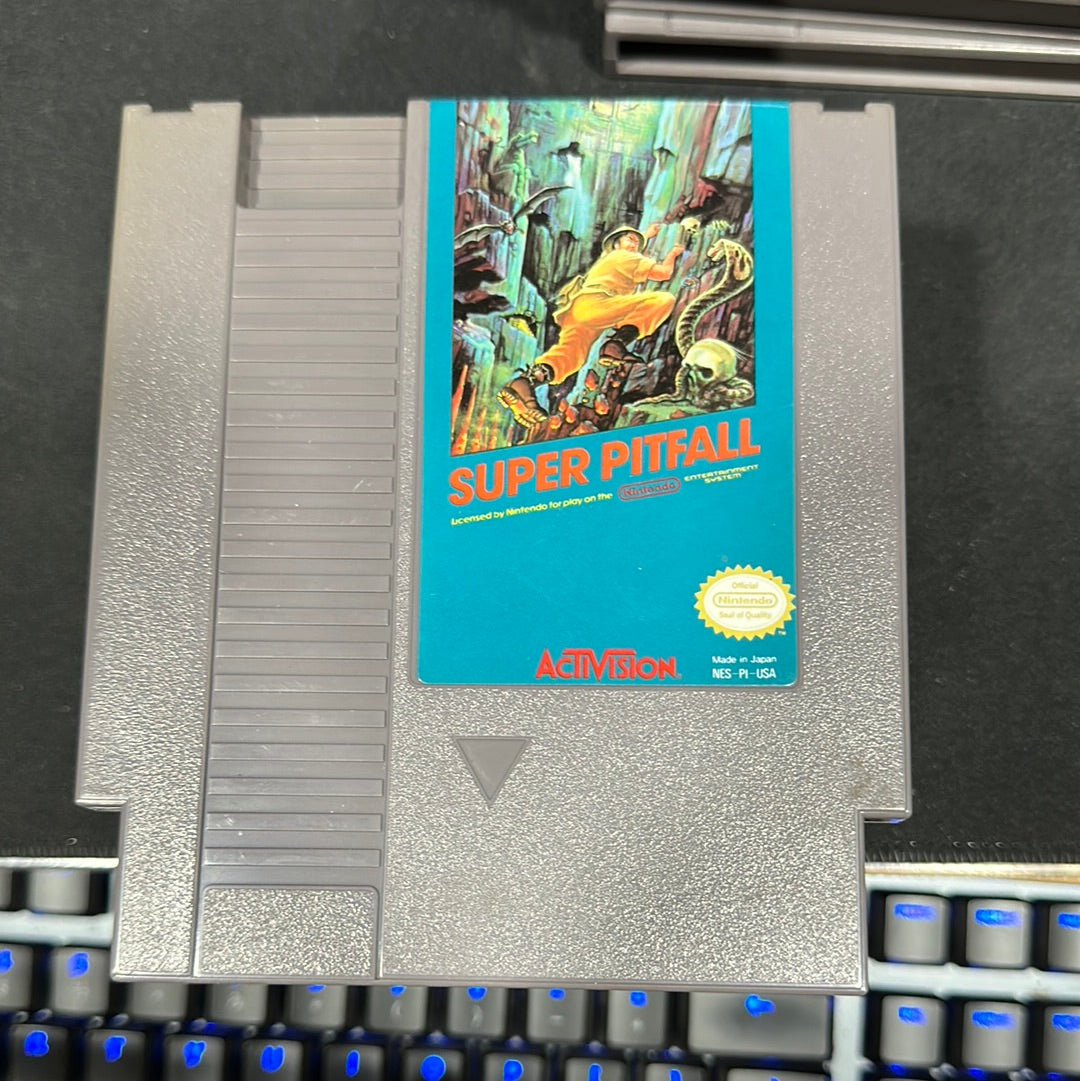 SUPER PITFALL
Licensed by Nintendo for play on the Nintendo ENTERTAINMENT SYSTEM
Official
Nintendo
Seal of Quality
TM
ACTIVISION®
Made in Japan
NES-PI-USA